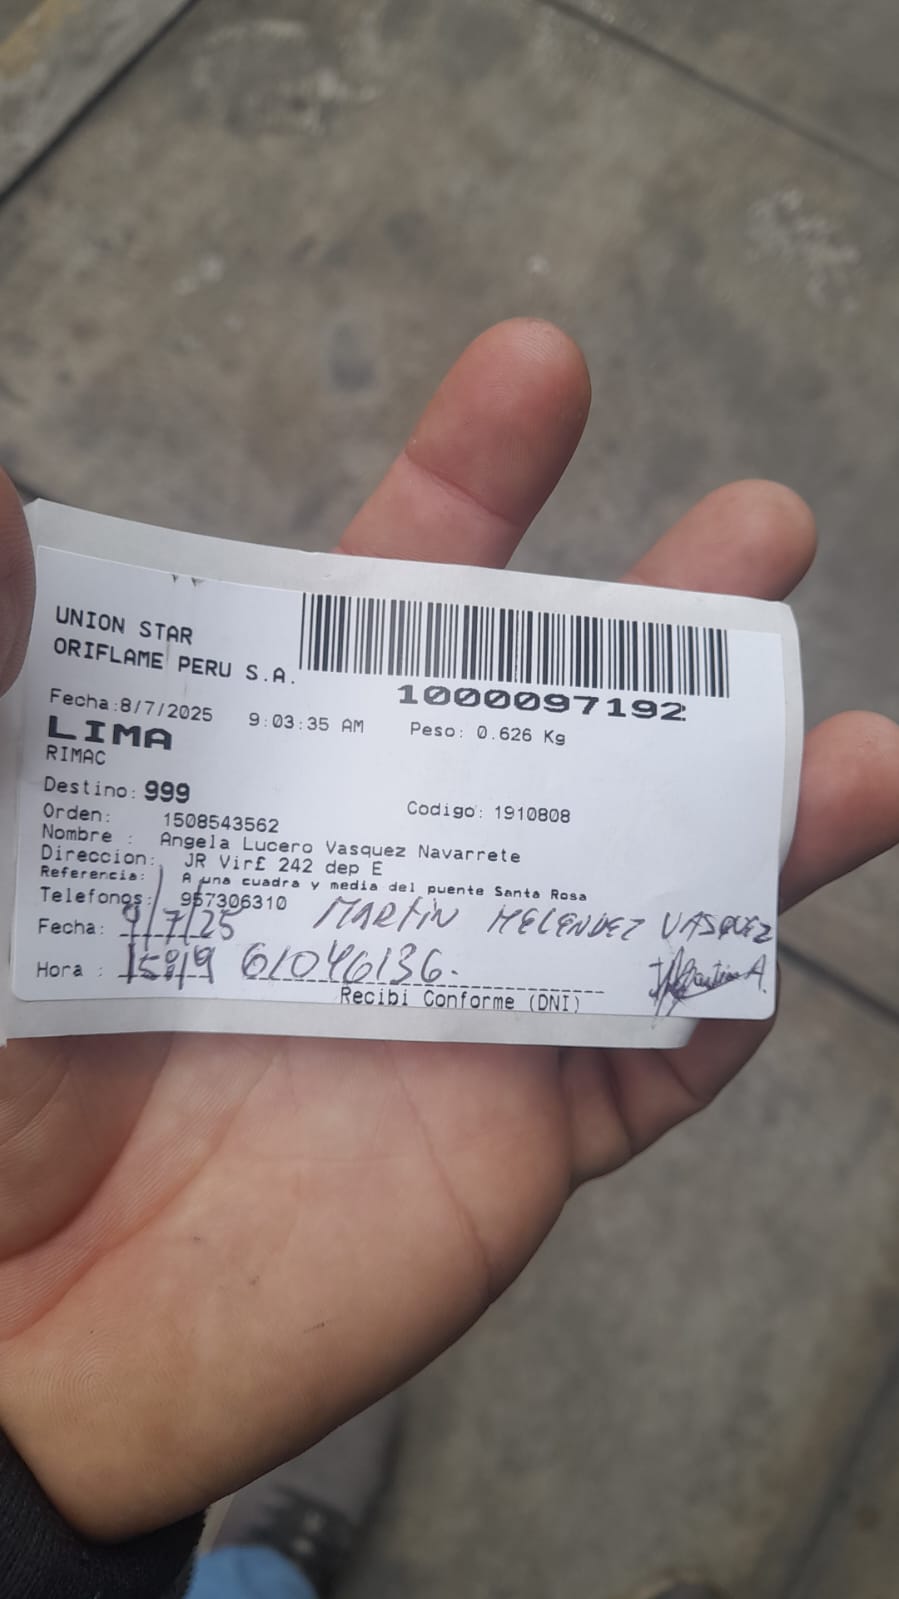 UNION STAR
ORIFLAME PERU S.A.
1000097192
Fecha:8/7/2025 9:03:35 AM Peso: 0.626 Kg
LIMA
RIMAC
Destino: 999 Codigo: 1910808
Orden: 1508543562
Nombre : Angela Lucero Vasquez Navarrete
Direccion: JR Vir£ 242 dep E
Referencia: A una cuadra y media del puente Santa Rosa
Telefonos: 957306310
Fecha: 9/7/25 MARTIN MELENDEZ VASQUEZ
Hora : 61046136.
Recibi Conforme (DNI)